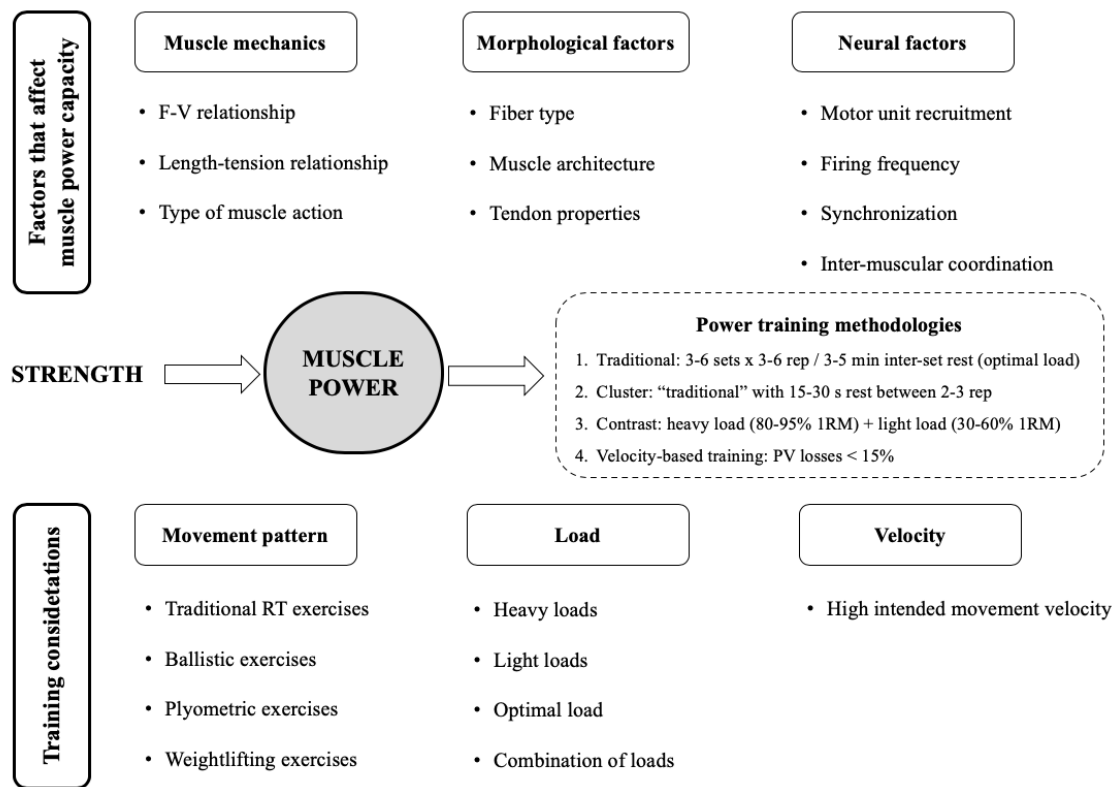 Factors that affect
muscle power capacity
Muscle mechanics
• F-V relationship
• Length-tension relationship
• Type of muscle action
Morphological factors
• Fiber type
• Muscle architecture
• Tendon properties
Neural factors
• Motor unit recruitment
• Firing frequency
• Synchronization
• Inter-muscular coordination
STRENGTH
MUSCLE
POWER
Power training methodologies
1. Traditional: 3-6 sets x 3-6 rep / 3-5 min inter-set rest (optimal load)
2. Cluster: “traditional” with 15-30 s rest between 2-3 rep
3. Contrast: heavy load (80-95% 1RM) + light load (30-60% 1RM)
4. Velocity-based training: PV losses < 15%
Training considetations
Movement pattern
• Traditional RT exercises
• Ballistic exercises
• Plyometric exercises
• Weightlifting exercises
Load
• Heavy loads
• Light loads
• Optimal load
• Combination of loads
Velocity
• High intended movement velocity